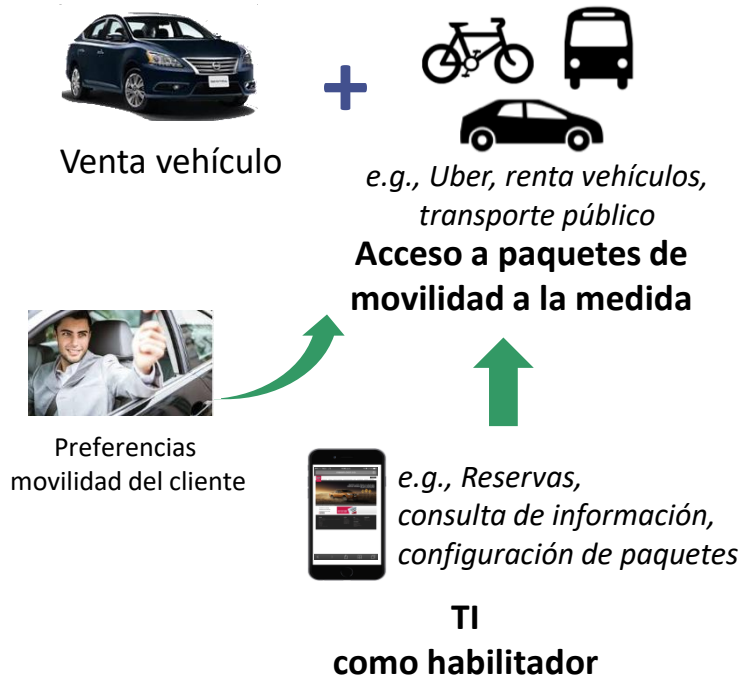 Venta vehículo
+
e.g., Uber, renta vehículos,
transporte público
Acceso a paquetes de
movilidad a la medida
Preferencias
movilidad del cliente
e.g., Reservas,
consulta de información,
configuración de paquetes
TI
como habilitador